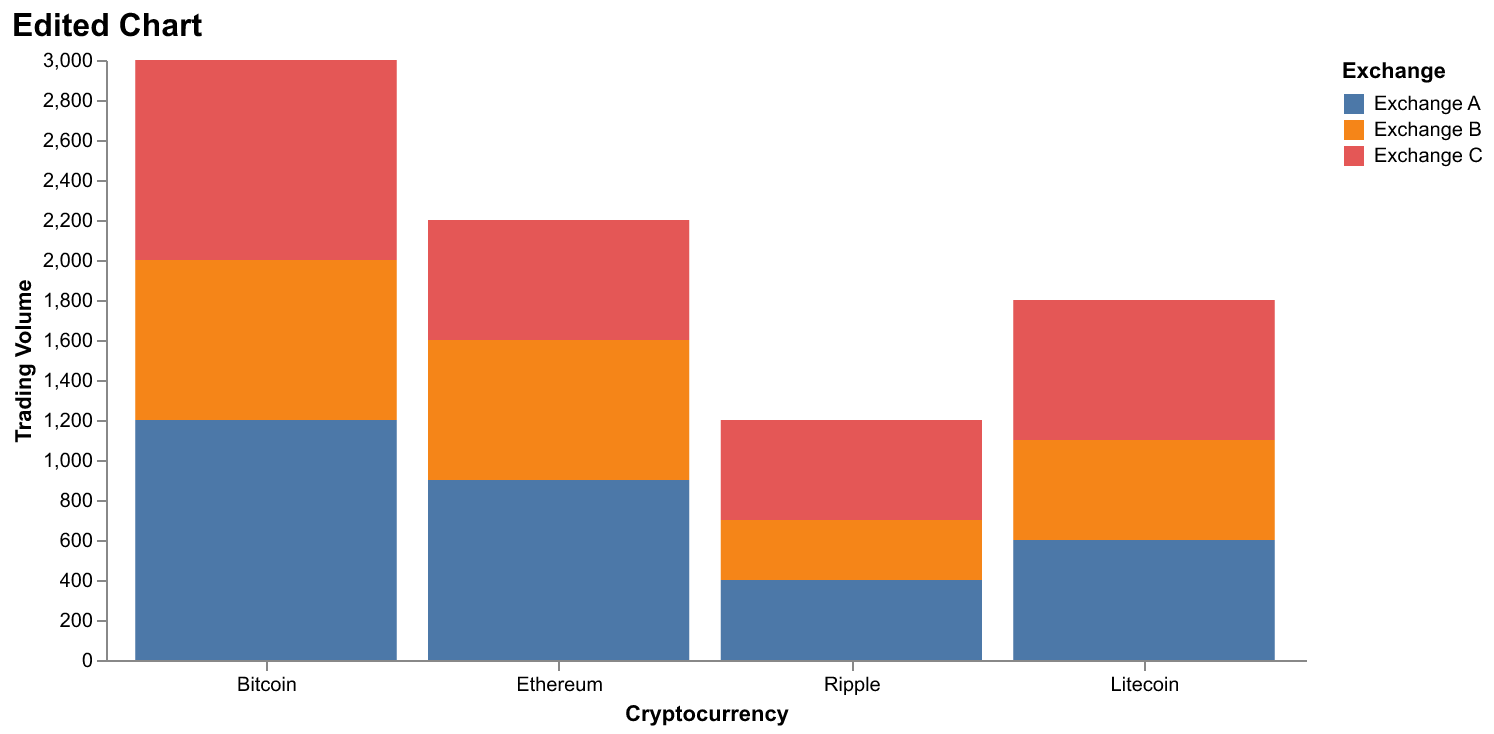 Edited Chart
3,000
2,800
2,600
2,400
2,200
2,000
1,800
1,600
1,400
1,200
1,000
800
600
400
200
0
Trading Volume
Bitcoin
Ethereum
Ripple
Litecoin
Cryptocurrency
Exchange
Exchange A
Exchange B
Exchange C